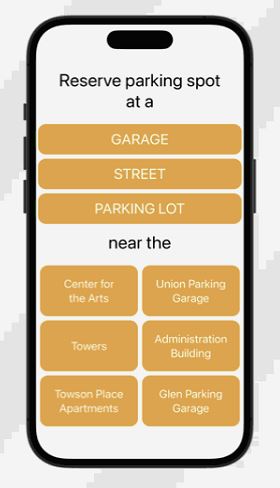 Reserve parking spot
at a
GARAGE
STREET
PARKING LOT
near the
Center for
the Arts
Union Parking
Garage
Towers
Administration
Building
Towson Place
Apartments
Glen Parking
Garage